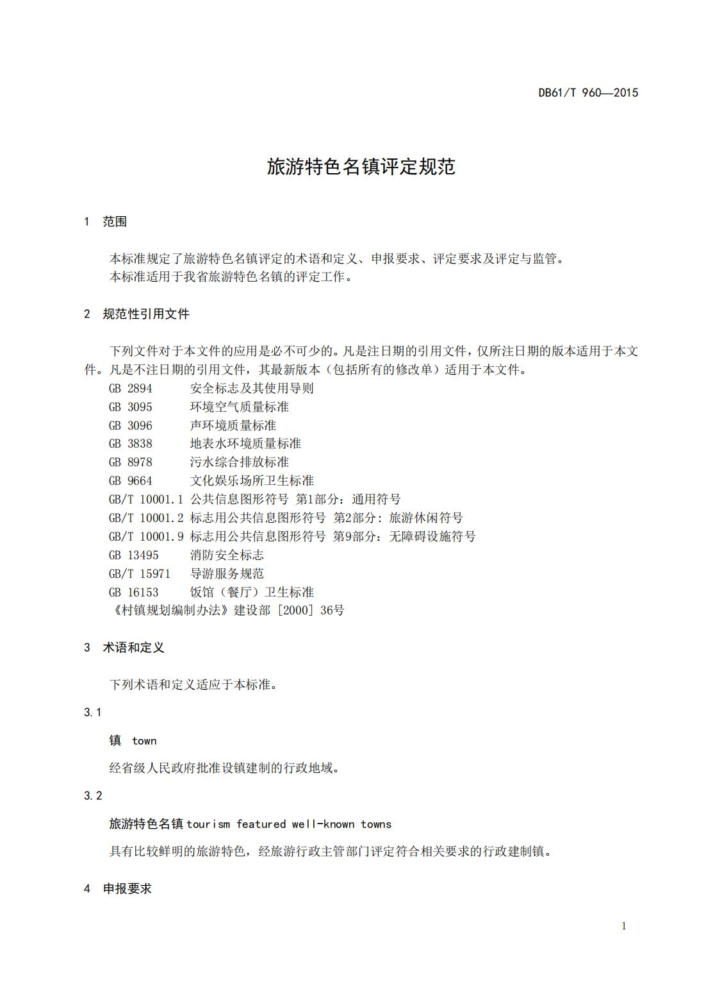 DB61/T 960—2015
旅游特色名镇评定规范
1 范围
本标准规定了旅游特色名镇评定的术语和定义、申报要求、评定要求及评定与监管。
本标准适用于我省旅游特色名镇的评定工作。
2 规范性引用文件
下列文件对于本文件的应用是必不可少的。凡是注日期的引用文件，仅所注日期的版本适用于本文
件。凡是不注日期的引用文件，其最新版本（包括所有的修改单）适用于本文件。
GB 2894 安全标志及其使用导则
GB 3095 环境空气质量标准
GB 3096 声环境质量标准
GB 3838 地表水环境质量标准
GB 8978 污水综合排放标准
GB 9664 文化娱乐场所卫生标准
GB/T 10001.1 公共信息图形符号 第1部分：通用符号
GB/T 10001.2 标志用公共信息图形符号 第2部分：旅游休闲符号
GB/T 10001.9 标志用公共信息图形符号 第9部分：无障碍设施符号
GB 13495 消防安全标志
GB/T 15971 导游服务规范
GB 16153 饭馆（餐厅）卫生标准
《村镇规划编制办法》建设部［2000］36号
3 术语和定义
下列术语和定义适应于本标准。
3.1
镇 town
经省级人民政府批准设镇建制的行政地域。
3.2
旅游特色名镇 tourism featured well-known towns
具有比较鲜明的旅游特色，经旅游行政主管部门评定符合相关要求的行政建制镇。
4 申报要求
1